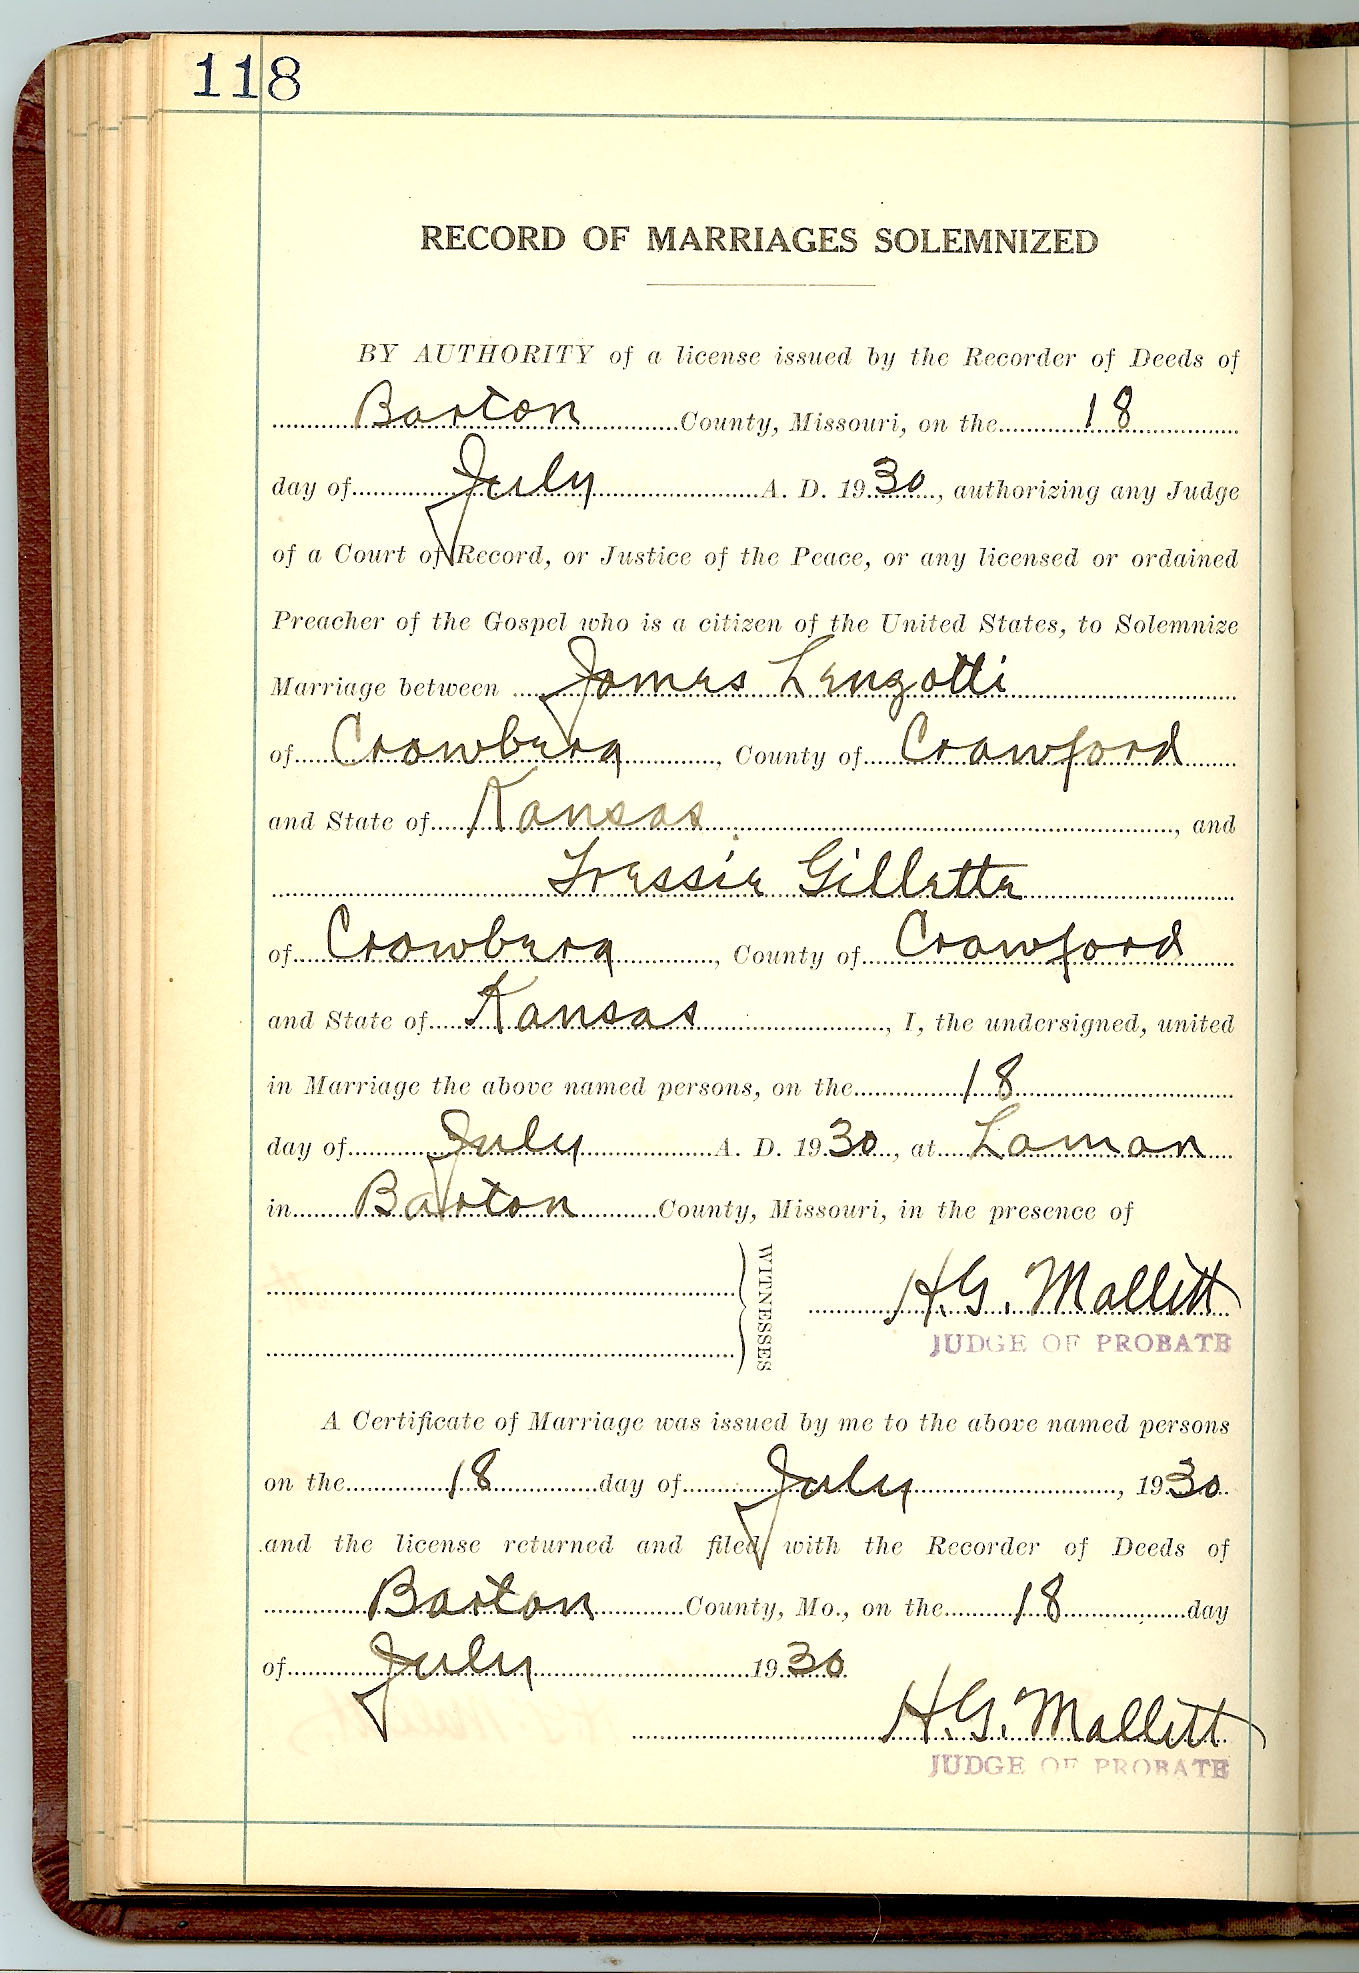 118
RECORD OF MARRIAGES SOLEMNIZED
BY AUTHORITY of a license issued by the Recorder of Deeds of
Barton County, Missouri, on the 18
day of July A. D. 1930, authorizing any Judge
of a Court of Record, or Justice of the Peace, or any licensed or ordained
Preacher of the Gospel who is a citizen of the United States, to Solemnize
Marriage between James Lenzotti
of Crowberg, County of Crawford
and State of Kansas, and
Tressie Gillette
of Crowberg, County of Crawford
and State of Kansas, I, the undersigned, united
in Marriage the above named persons, on the 18
day of July A. D. 1930, at Laman
in Barton County, Missouri, in the presence of
WITNESSES
H.G. Mallett
JUDGE OF PROBATE
A Certificate of Marriage was issued by me to the above named persons
on the 18 day of July, 1930
and the license returned and filed with the Recorder of Deeds of
Barton County, Mo., on the 18 day
of July 1930
H.G. Mallett
JUDGE OF PROBATE